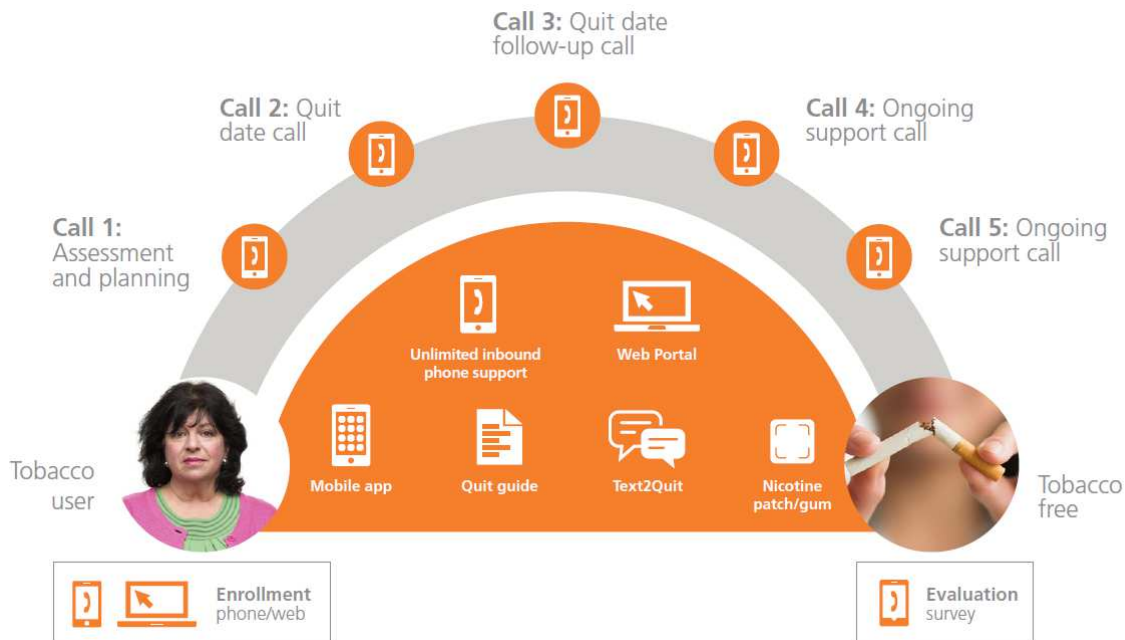 Call 3: Quit date
follow-up call
Call 2: Quit
date call
Call 4: Ongoing
support call
Call 1:
Assessment
and planning
Call 5: Ongoing
support call
Unlimited inbound
phone support
Web Portal
Mobile app
Quit guide
Text2Quit
Nicotine
patch/gum
Tobacco
user
Tobacco
free
Enrollment
phone/web
Evaluation
survey